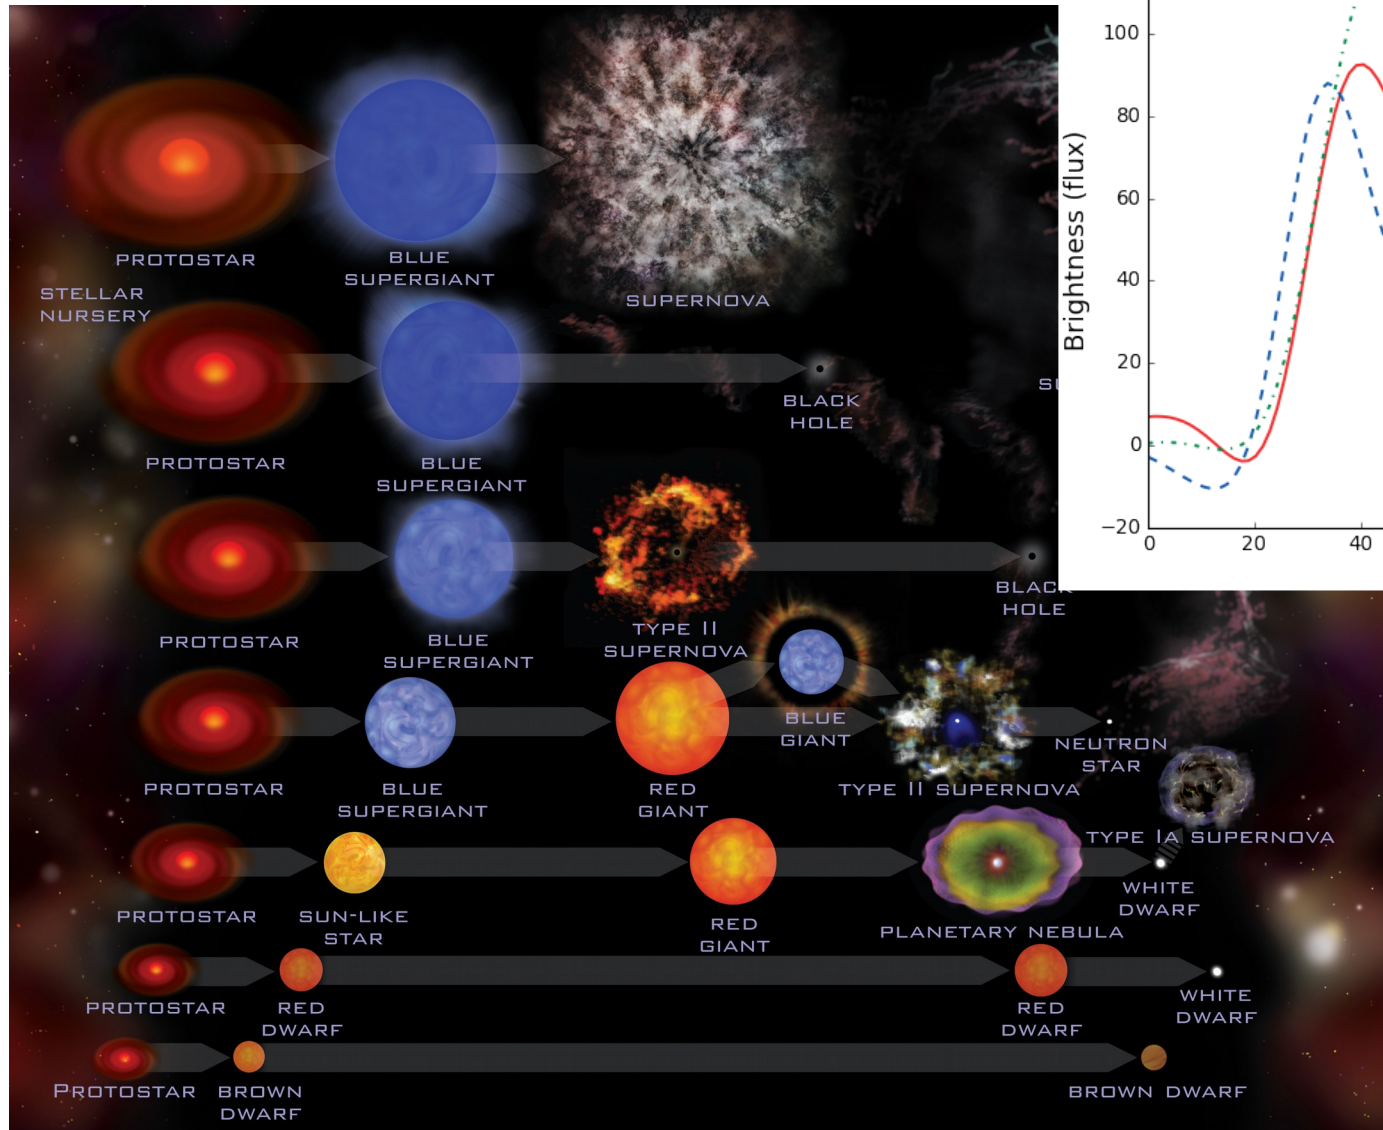 100
80
60
40
20
0
−20
0 20 40
Brightness (flux)
PROTOSTAR
BLUE
SUPERGIANT
SUPERNOVA
STELLAR
NURSERY
PROTOSTAR
BLUE
SUPERGIANT
BLACK
HOLE
PROTOSTAR
BLUE
SUPERGIANT
TYPE II
SUPERNOVA
BLACK
HOLE
PROTOSTAR
BLUE
SUPERGIANT
RED
GIANT
BLUE
GIANT
TYPE II SUPERNOVA
NEUTRON
STAR
TYPE IA SUPERNOVA
PROTOSTAR
SUN-LIKE
STAR
RED
GIANT
PLANETARY NEBULA
WHITE
DWARF
PROTOSTAR
RED
DWARF
RED
DWARF
WHITE
DWARF
PROTOSTAR
BROWN
DWARF
BROWN DWARF